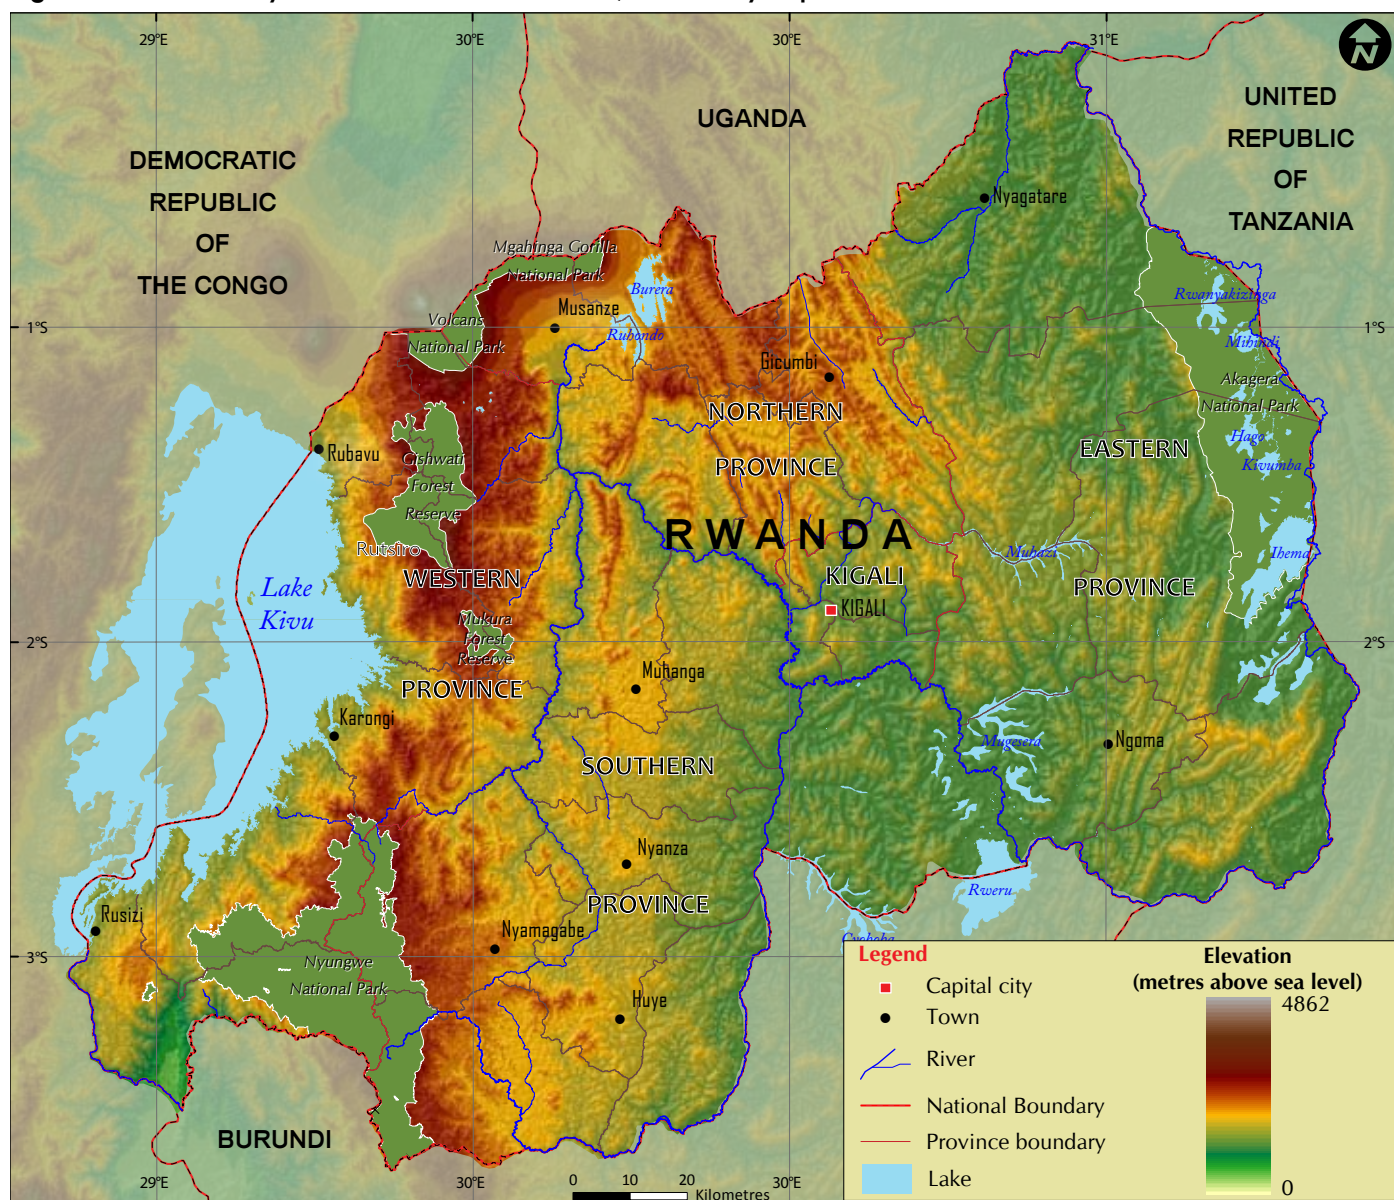 29°E
30°E
30°E
31°E
N
UGANDA
UNITED
REPUBLIC
OF
TANZANIA
DEMOCRATIC
REPUBLIC
OF
THE CONGO
Nyagatare
Mgahinga Gorilla
National Park
Burera
Musanze
Ruhondo
Volcans
National Park
Rwanyakizinga
Mihindi
1°S
1°S
Gicumbi
Akagera
National Park
NORTHERN
PROVINCE
EASTERN
PROVINCE
Hago
Kivumba
Rubavu
Gishwati
Forest
Reserve
Rutsiro
RWANDA
Muhazi
Ihema
WESTERN
PROVINCE
KIGALI
KIGALI
Lake
Kivu
Mukura
Forest
Reserve
2°S
2°S
Muhanga
Karongi
Mugesera
Ngoma
SOUTHERN
PROVINCE
Nyanza
Rweru
Rusizi
Nyamagabe
Cyohoha
3°S
Nyungwe
National Park
Huye
BURUNDI
Legend
Capital city
Town
River
National Boundary
Province boundary
Lake
Elevation
(metres above sea level)
4862
0
0 10 20
Kilometres
29°E
30°E
30°E